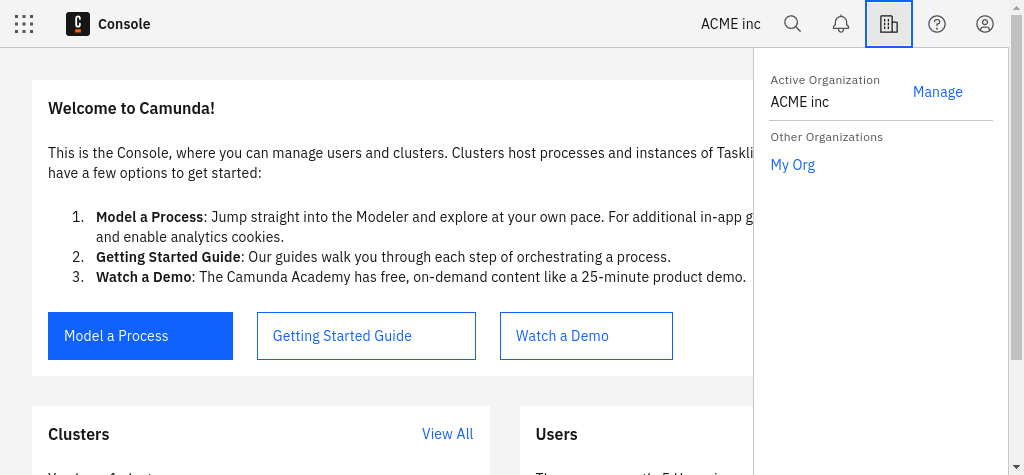 Console
ACME inc
Active Organization
ACME inc
Manage
Other Organizations
My Org
Welcome to Camunda!
This is the Console, where you can manage users and clusters. Clusters host processes and instances of
have a few options to get started:
1. Model a Process: Jump straight into the Modeler and explore at your own pace. For additional in-app
and enable analytics cookies.
2. Getting Started Guide: Our guides walk you through each step of orchestrating a process.
3. Watch a Demo: The Camunda Academy has free, on-demand content like a 25-minute product demo.
Model a Process
Getting Started Guide
Watch a Demo
Clusters
View All
Users